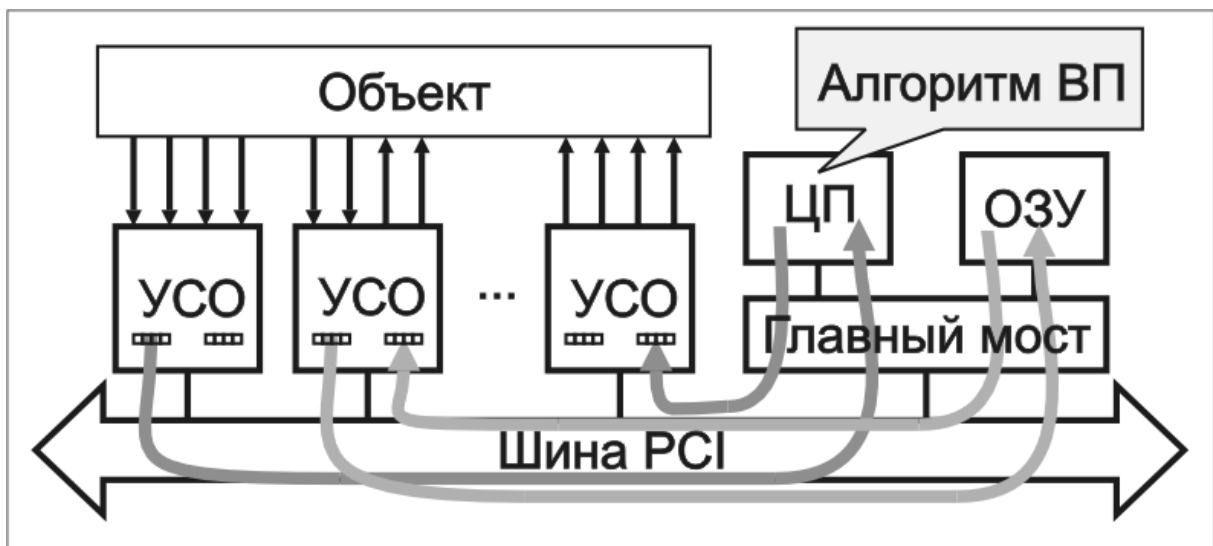 Объект
Алгоритм ВП
ЦП
ОЗУ
УСО
УСО
...
УСО
Главный мост
Шина PCI